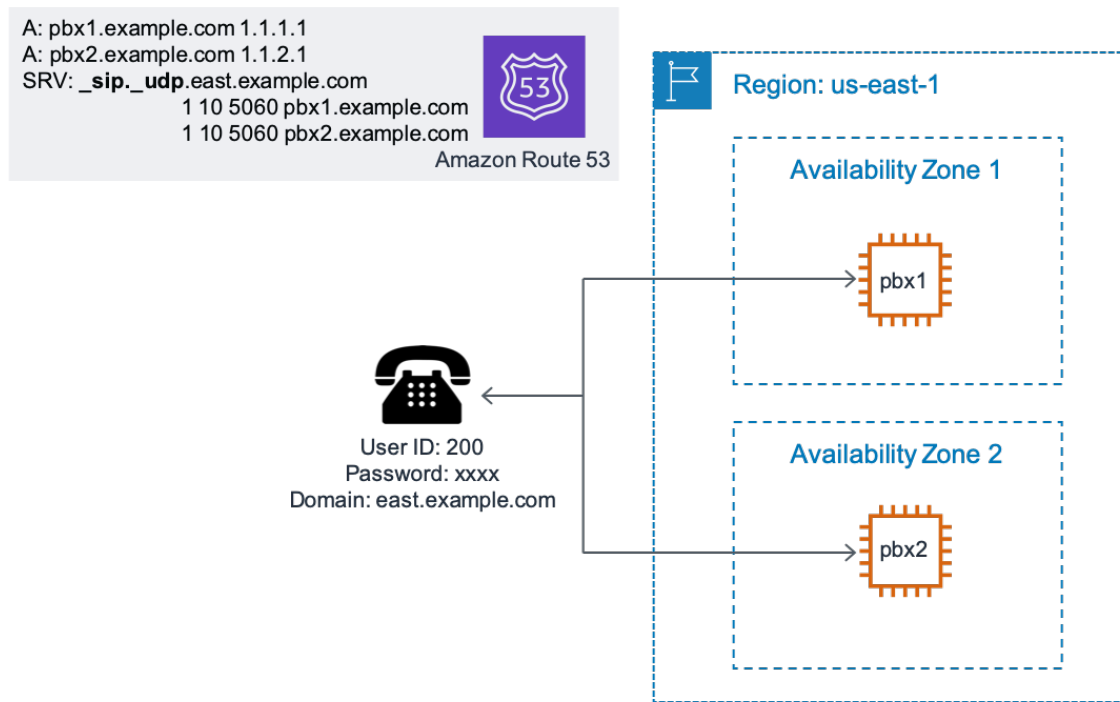 A: pbx1.example.com 1.1.1.1
A: pbx2.example.com 1.1.2.1
SRV: _sip._udp.east.example.com
1 10 5060 pbx1.example.com
1 10 5060 pbx2.example.com
53
Amazon Route 53
Region: us-east-1
Availability Zone 1
pbx1
User ID: 200
Password: xxxx
Domain: east.example.com
Availability Zone 2
pbx2